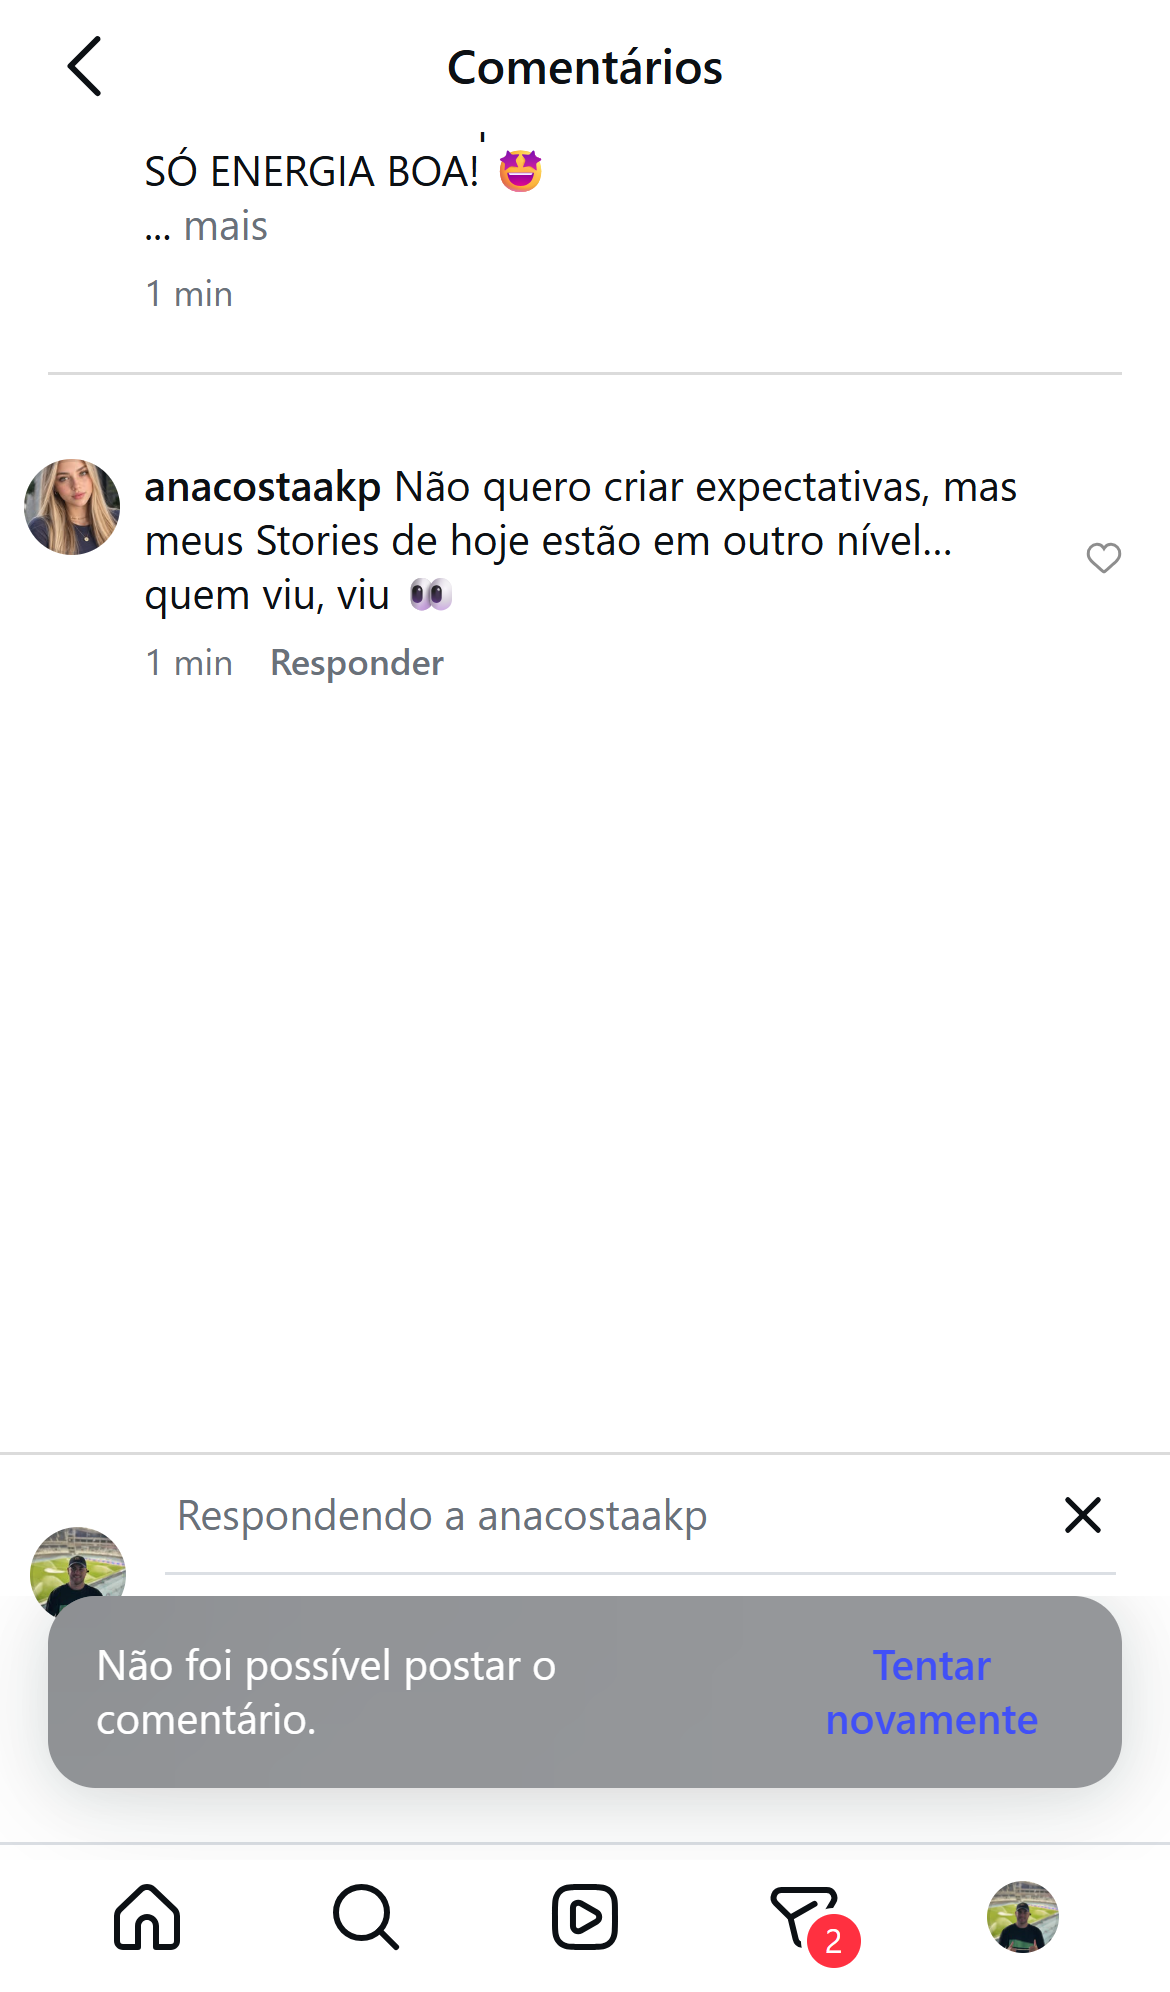 Comentários
SÓ ENERGIA BOA! 🤩
... mais
1 min
anacostaakp Não quero criar expectativas, mas
meus Stories de hoje estão em outro nível...
quem viu, viu 👀
1 min Responder
Respondendo a anacostaakp
Não foi possível postar o
comentário.
Tentar
novamente
2